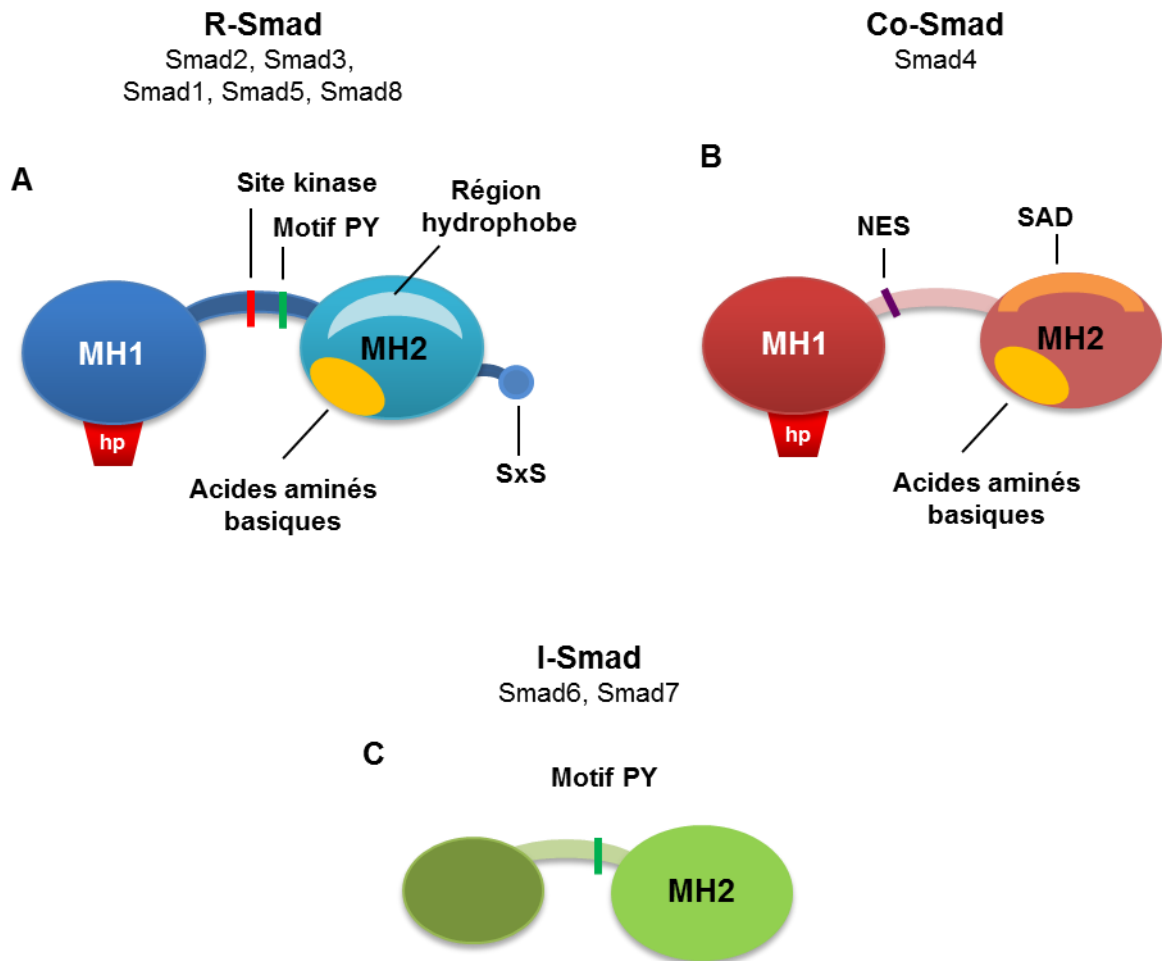 R-Smad
Smad2, Smad3,
Smad1, Smad5, Smad8
Co-Smad
Smad4
A
Site kinase
Motif PY
Région
hydrophobe
MH1
MH2
hp
Acides aminés
basiques
SxS
B
NES
SAD
MH1
MH2
hp
Acides aminés
basiques
I-Smad
Smad6, Smad7
C
Motif PY
MH2